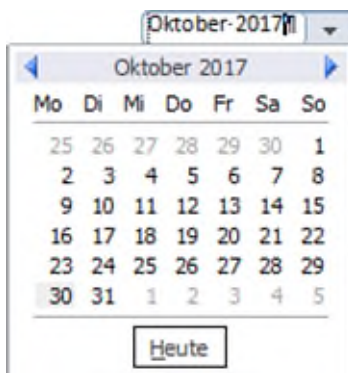 Oktober·2017¶
Oktober 2017
Mo Di Mi Do Fr Sa So
25 26 27 28 29 30 1
2 3 4 5 6 7 8
9 10 11 12 13 14 15
16 17 18 19 20 21 22
23 24 25 26 27 28 29
30 31 1 2 3 4 5
Heute